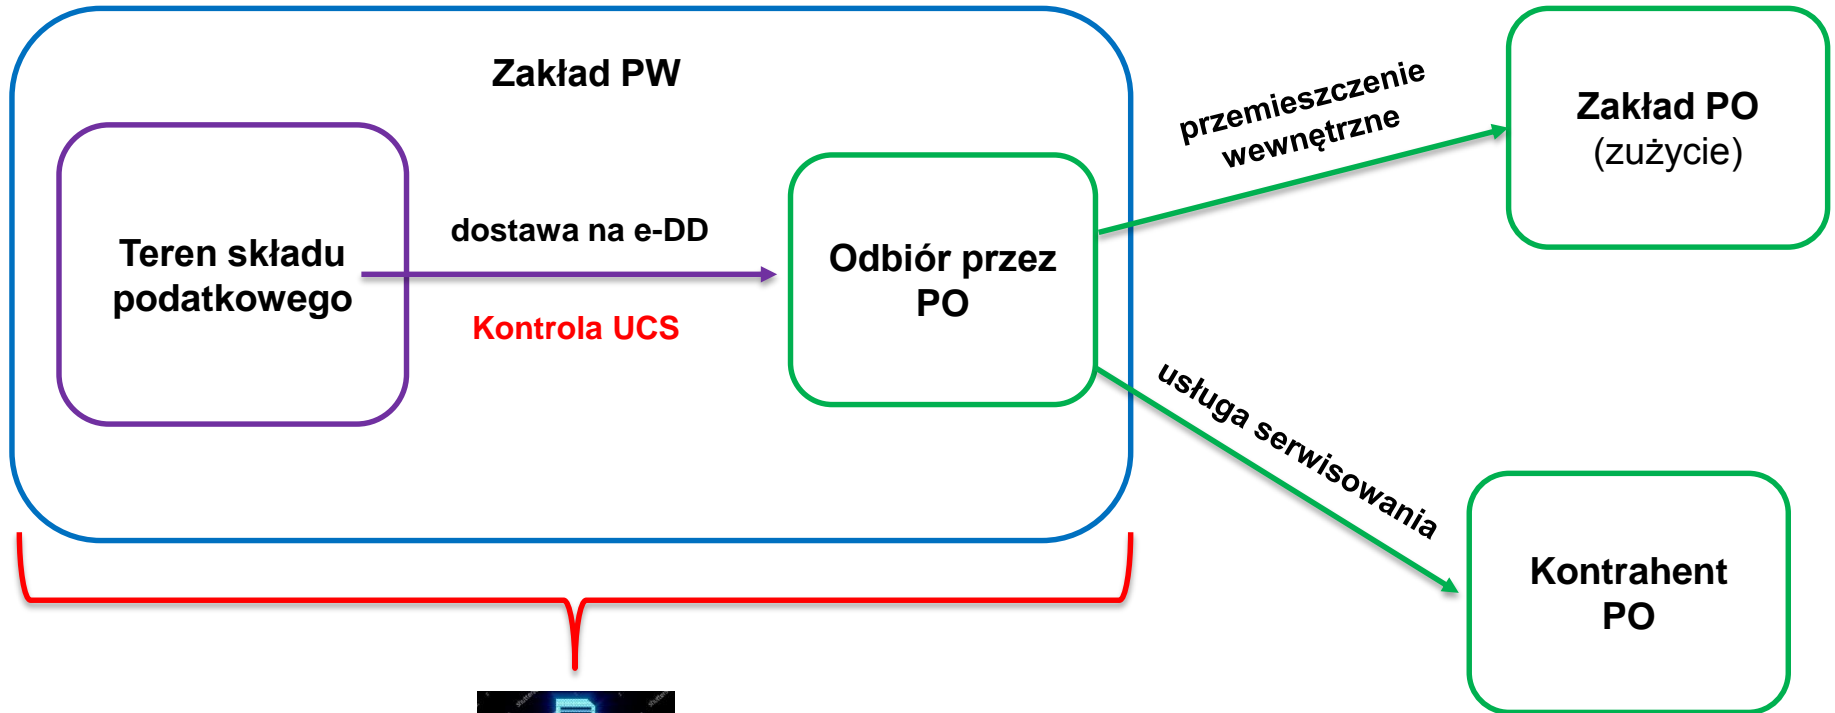 Zakład PW
Teren składu
podatkowego
dostawa na e-DD
Kontrola UCS
Odbiór przez
PO
przemieszczenie
wewnętrzne
Zakład PO
(zużycie)
usługa serwisowania
Kontrahent
PO